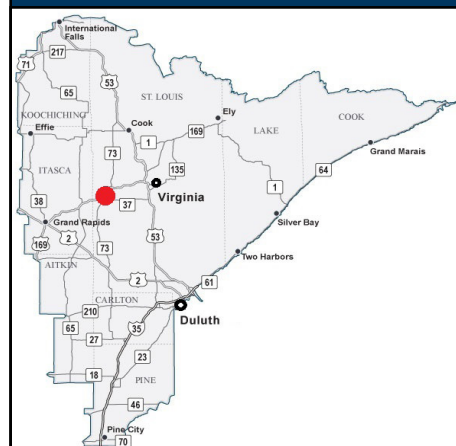 International
Falls
217
71
53
65
ST. LOUIS
Ely
KOOCHICHING
Effie
Cook
169
LAKE
COOK
1
73
Grand Marais
135
64
ITASCA
1
Virginia
38
37
Silver Bay
Grand Rapids
169
2
53
73
Two Harbors
AITKIN
2
61
CARLTON
210
Duluth
65
35
27
23
18
PINE
46
Pine City
70